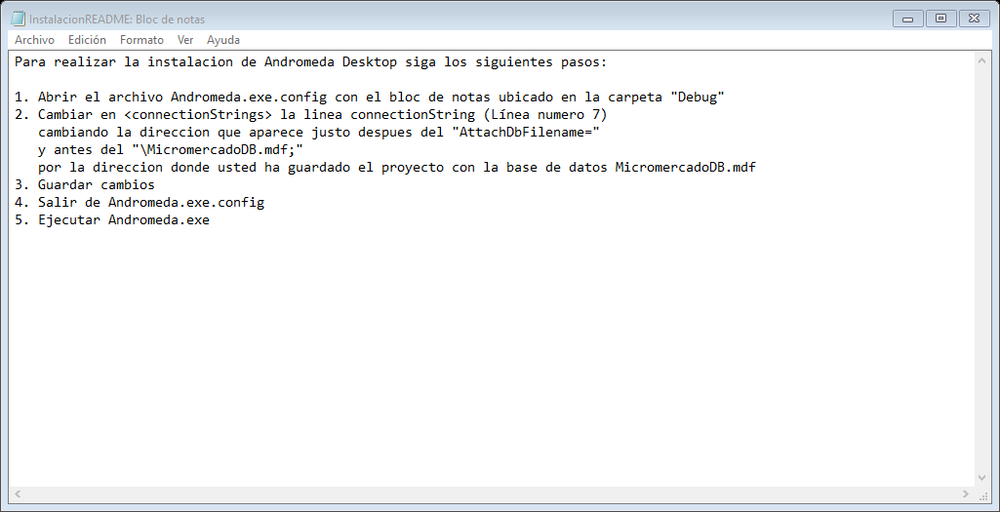 InstalacionREADME: Bloc de notas
Archivo Edición Formato Ver Ayuda
Para realizar la instalacion de Andromeda Desktop siga los siguientes pasos:
1. Abrir el archivo Andromeda.exe.config con el bloc de notas ubicado en la carpeta "Debug"
2. Cambiar en <connectionStrings> la linea connectionString (Línea numero 7)
cambiando la direccion que aparece justo despues del "AttachDbFilename="
y antes del "\MicromercadoDB.mdf;"
por la direccion donde usted ha guardado el proyecto con la base de datos MicromercadoDB.mdf
3. Guardar cambios
4. Salir de Andromeda.exe.config
5. Ejecutar Andromeda.exe